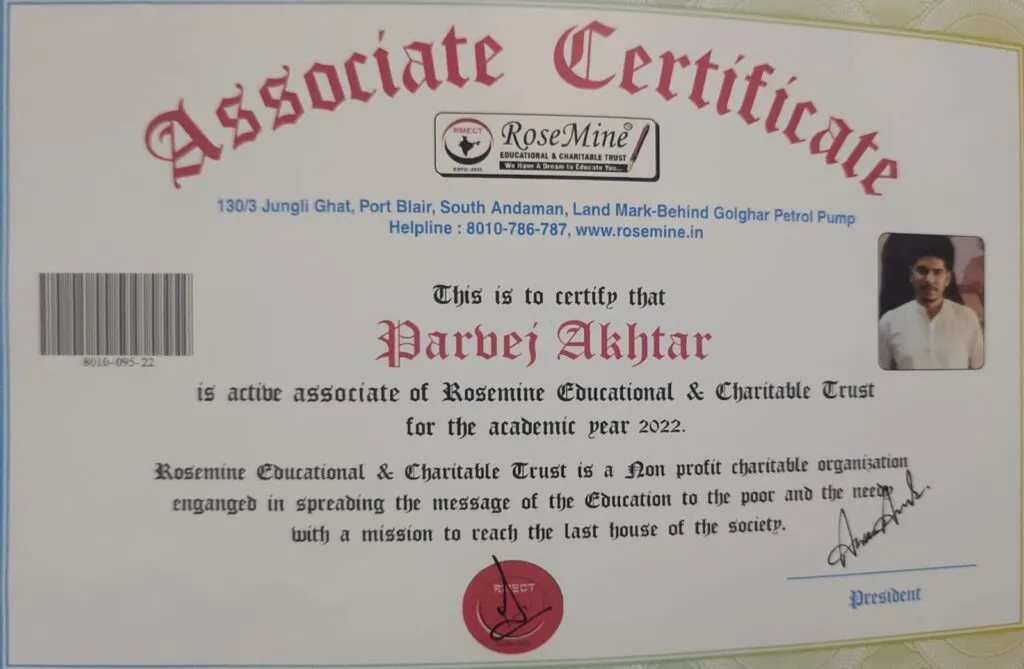 Associate Certificate
RMECT
RoseMine
EDUCATIONAL & CHARITABLE TRUST
We Have A Dream to Educate You...
130/3 Jungli Ghat, Port Blair, South Andaman, Land Mark-Behind Golghar Petrol Pump
Helpline : 8010-786-787, www.rosemine.in
8010-095-22
This is to certify that
Parvej Akhtar
is active associate of Rosemine Educational & Charitable Trust
for the academic year 2022.
Rosemine Educational & Charitable Trust is a Non profit charitable organization
enganged in spreading the message of the Education to the poor and the needy
with a mission to reach the last house of the society.
RMECT
President